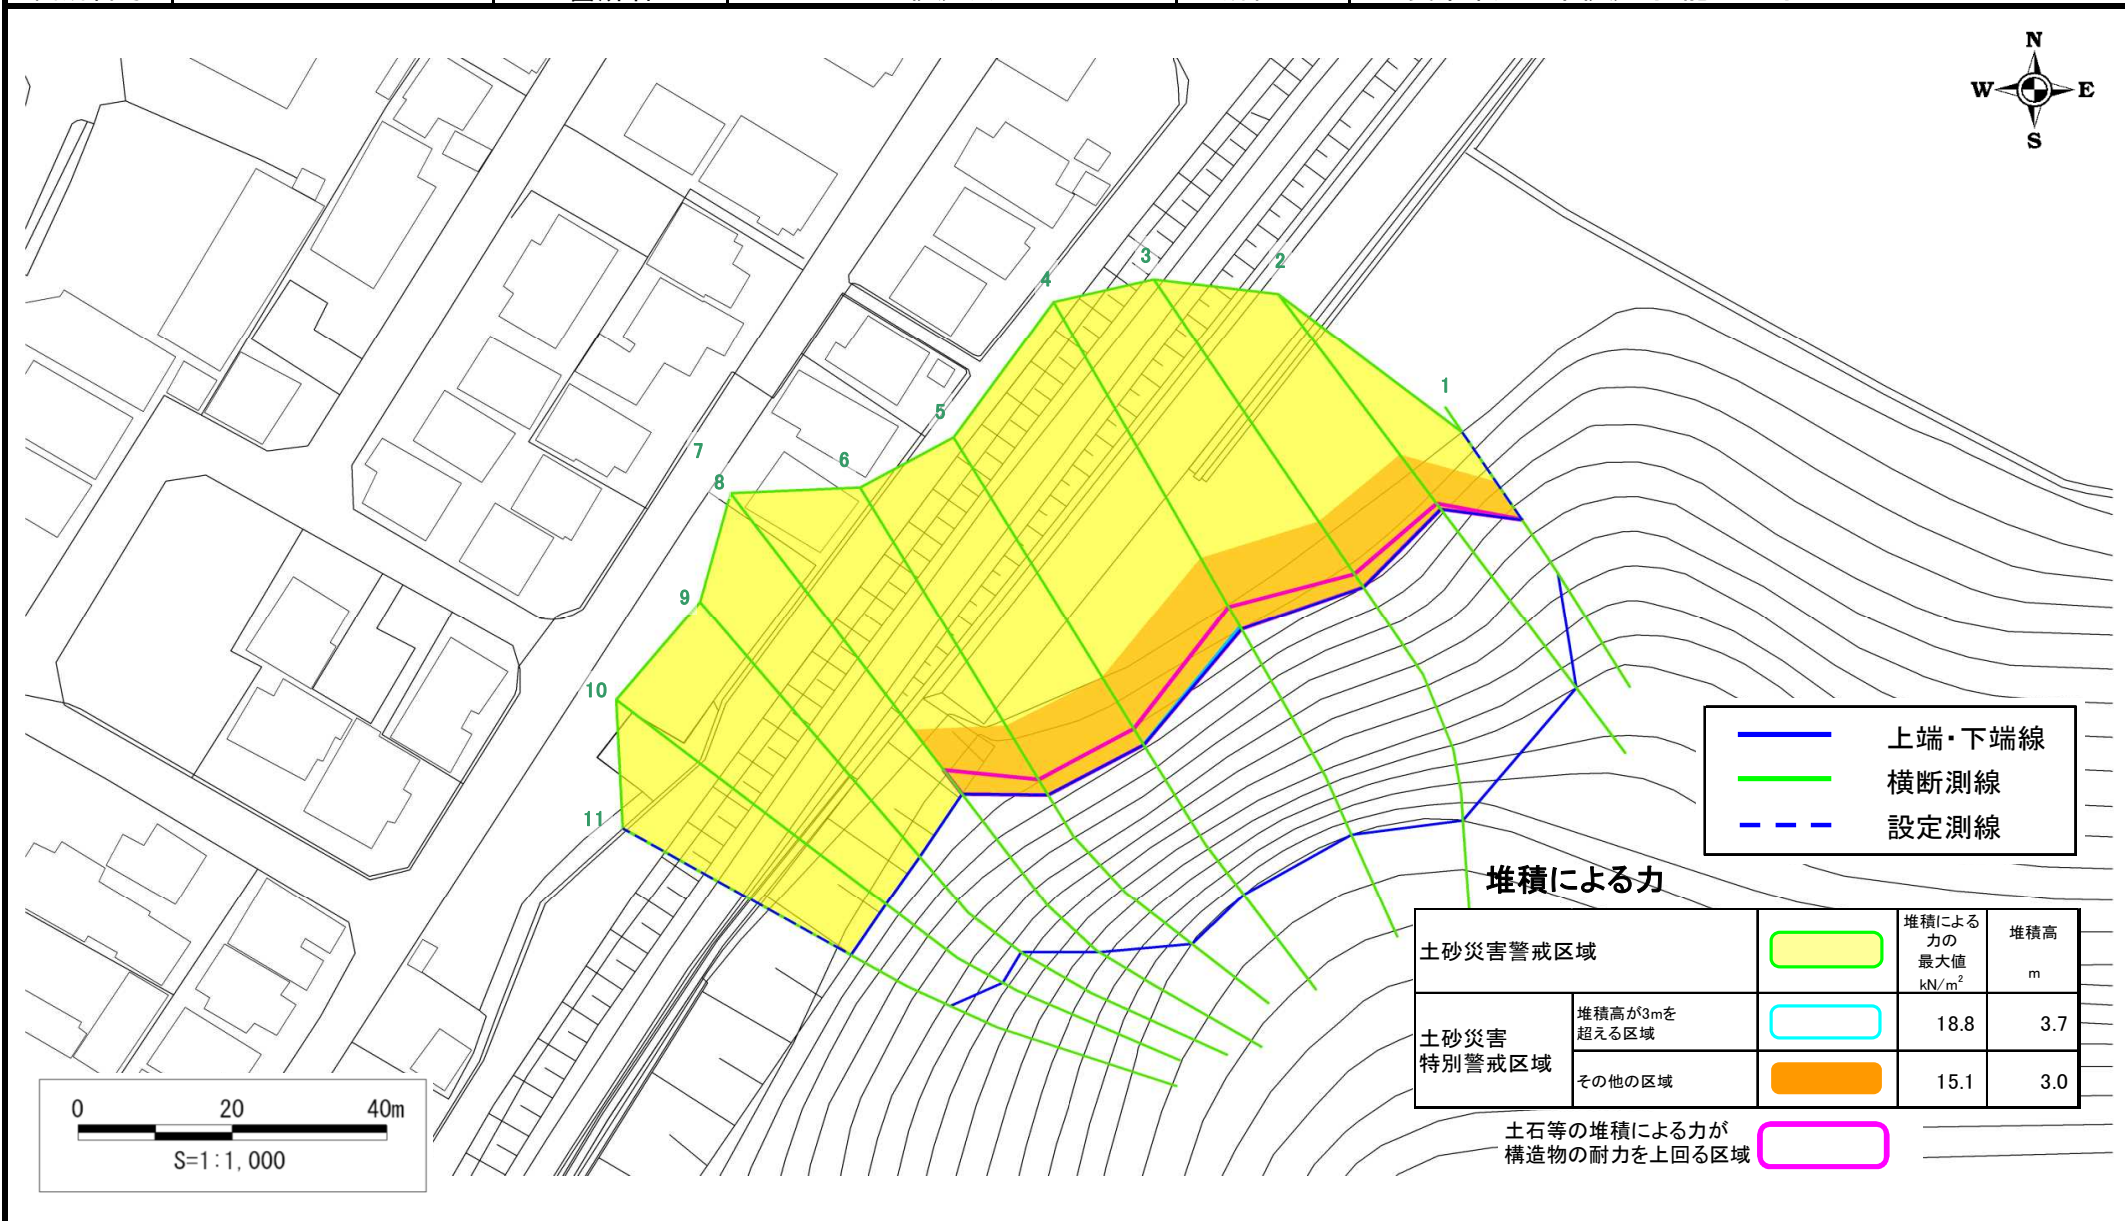 N
W E
S
3
2
4
1
5
7
6
8
9
10
11
上端・下端線
横断測線
設定測線
堆積による力
土砂災害警戒区域
堆積による
力の
最大値
kN/m²
堆積高
m
土砂災害
特別警戒区域
堆積高が3mを
超える区域
18.8
3.7
その他の区域
15.1
3.0
土石等の堆積による力が
構造物の耐力を上回る区域
0 20 40m
S=1:1,000